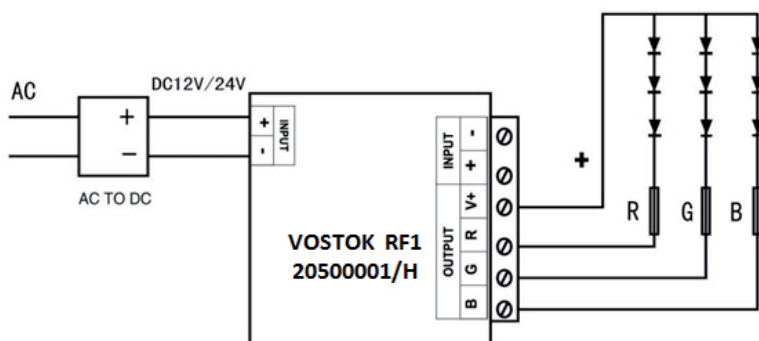 AC
DC12V/24V
+
−
AC TO DC
+
-
INPUT
VOSTOK RF1
20500001/H
INPUT
-
+
OUTPUT
V+
R
G
B
+
R
G
B